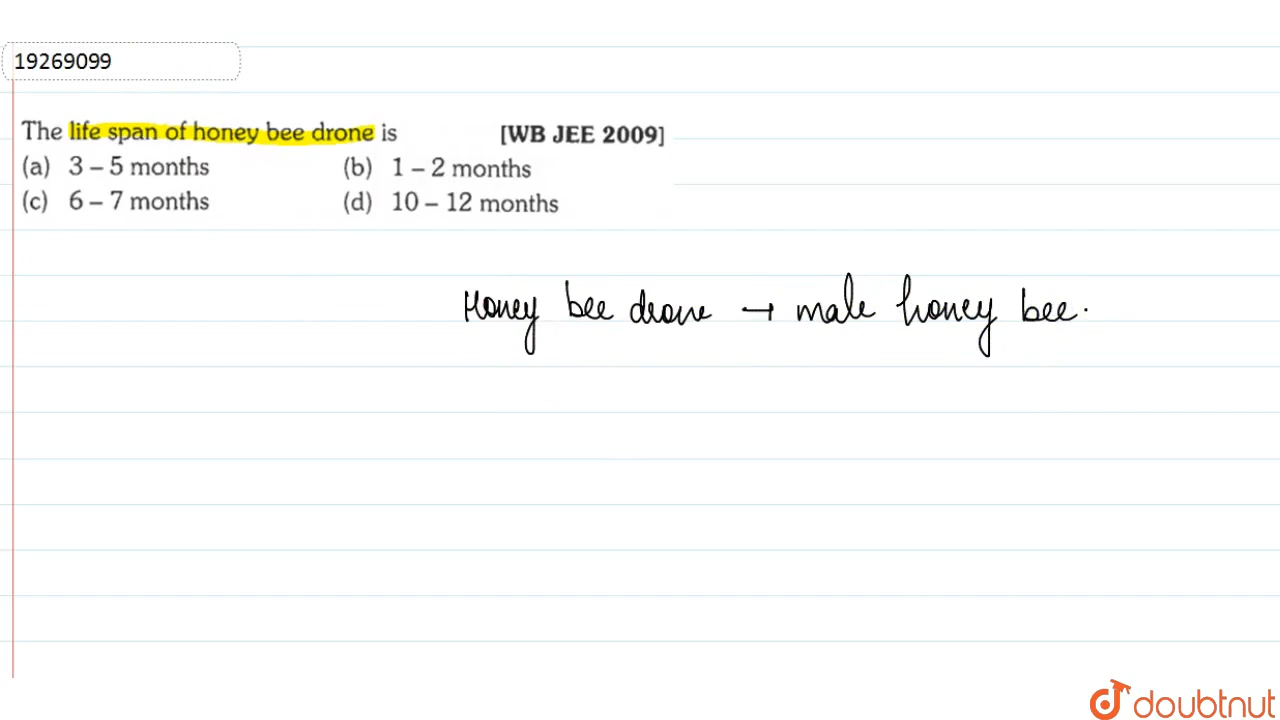 19269099
The life span of honey bee drone is [WB JEE 2009]
(a) 3 – 5 months (b) 1 – 2 months
(c) 6 – 7 months (d) 10 – 12 months
Honey bee drone → male honey bee.
doubtnut